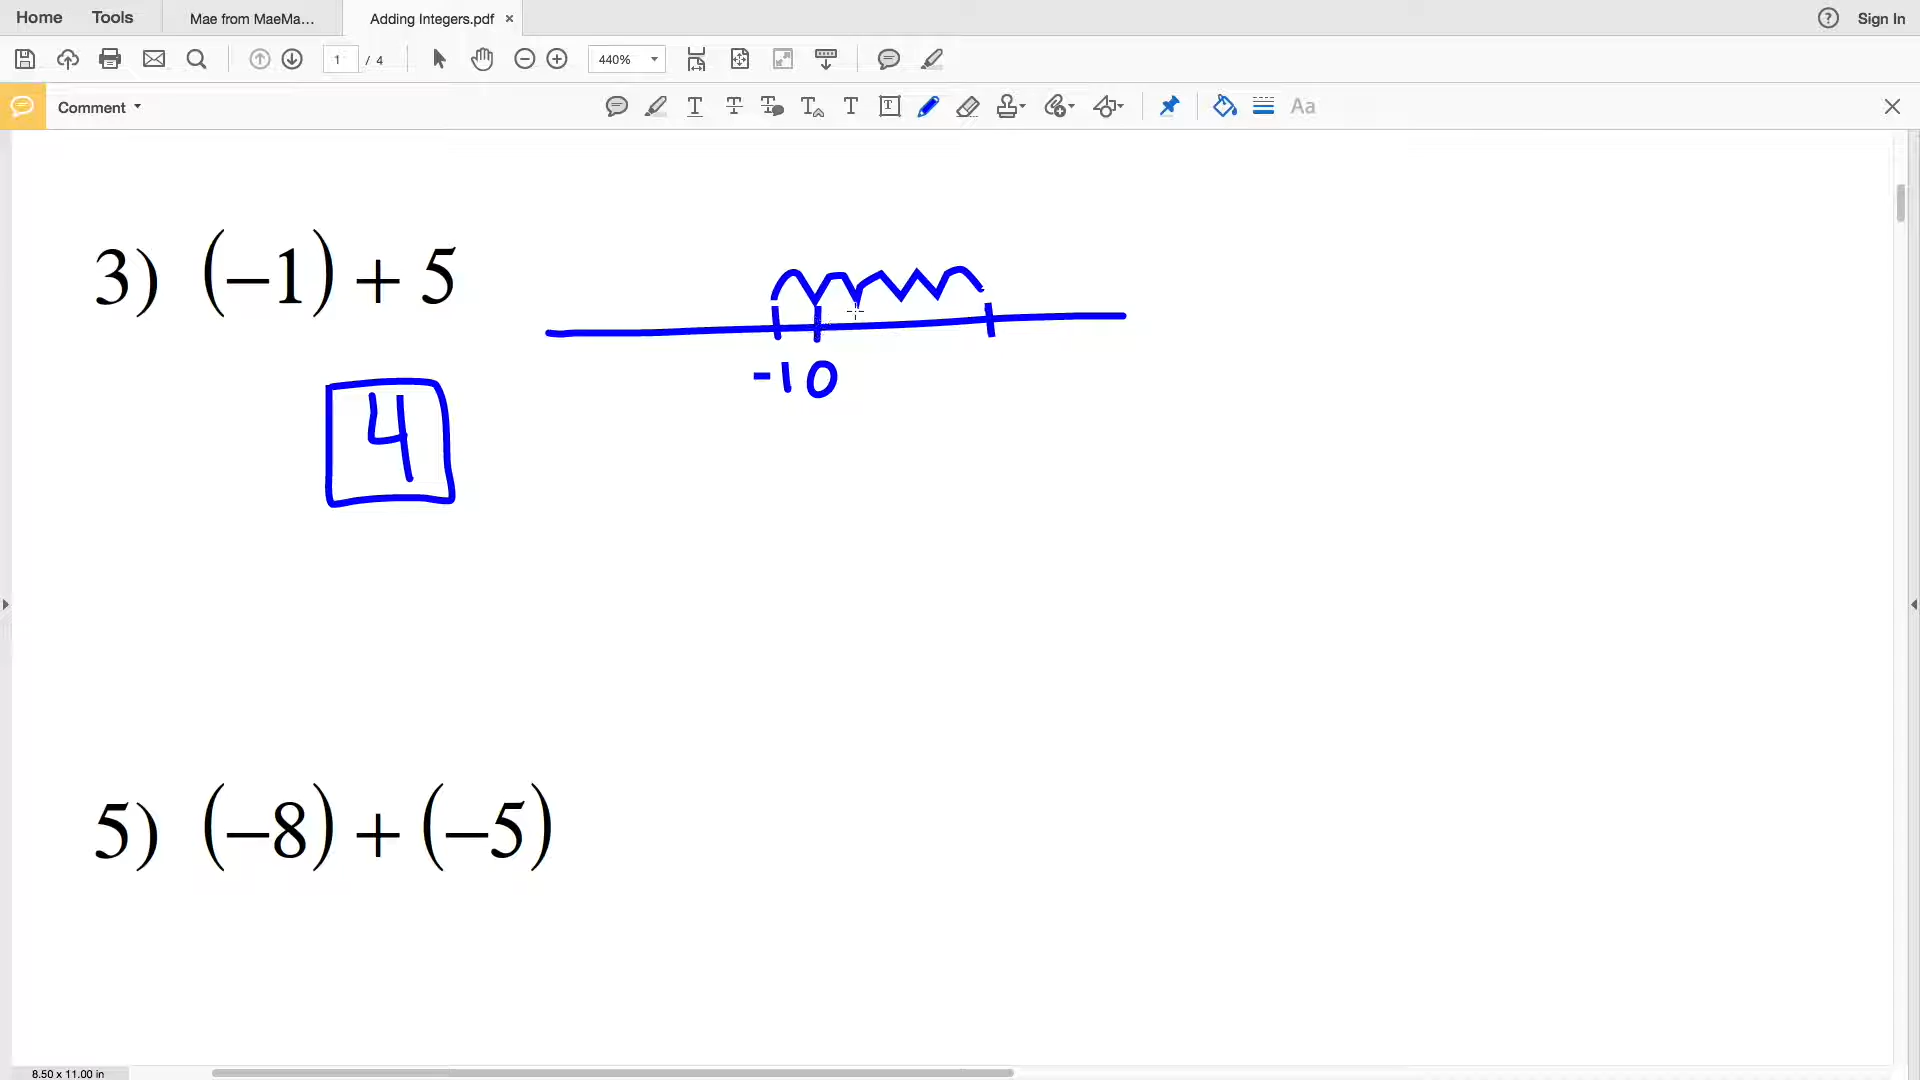 Home Tools Mae from MaeMa... Adding Integers.pdf × ? Sign In
1 / 4 440%
Comment T T T T T T Aa
3) (−1) + 5
-1 0
4
5) (−8) + (−5)
8.50 x 11.00 in